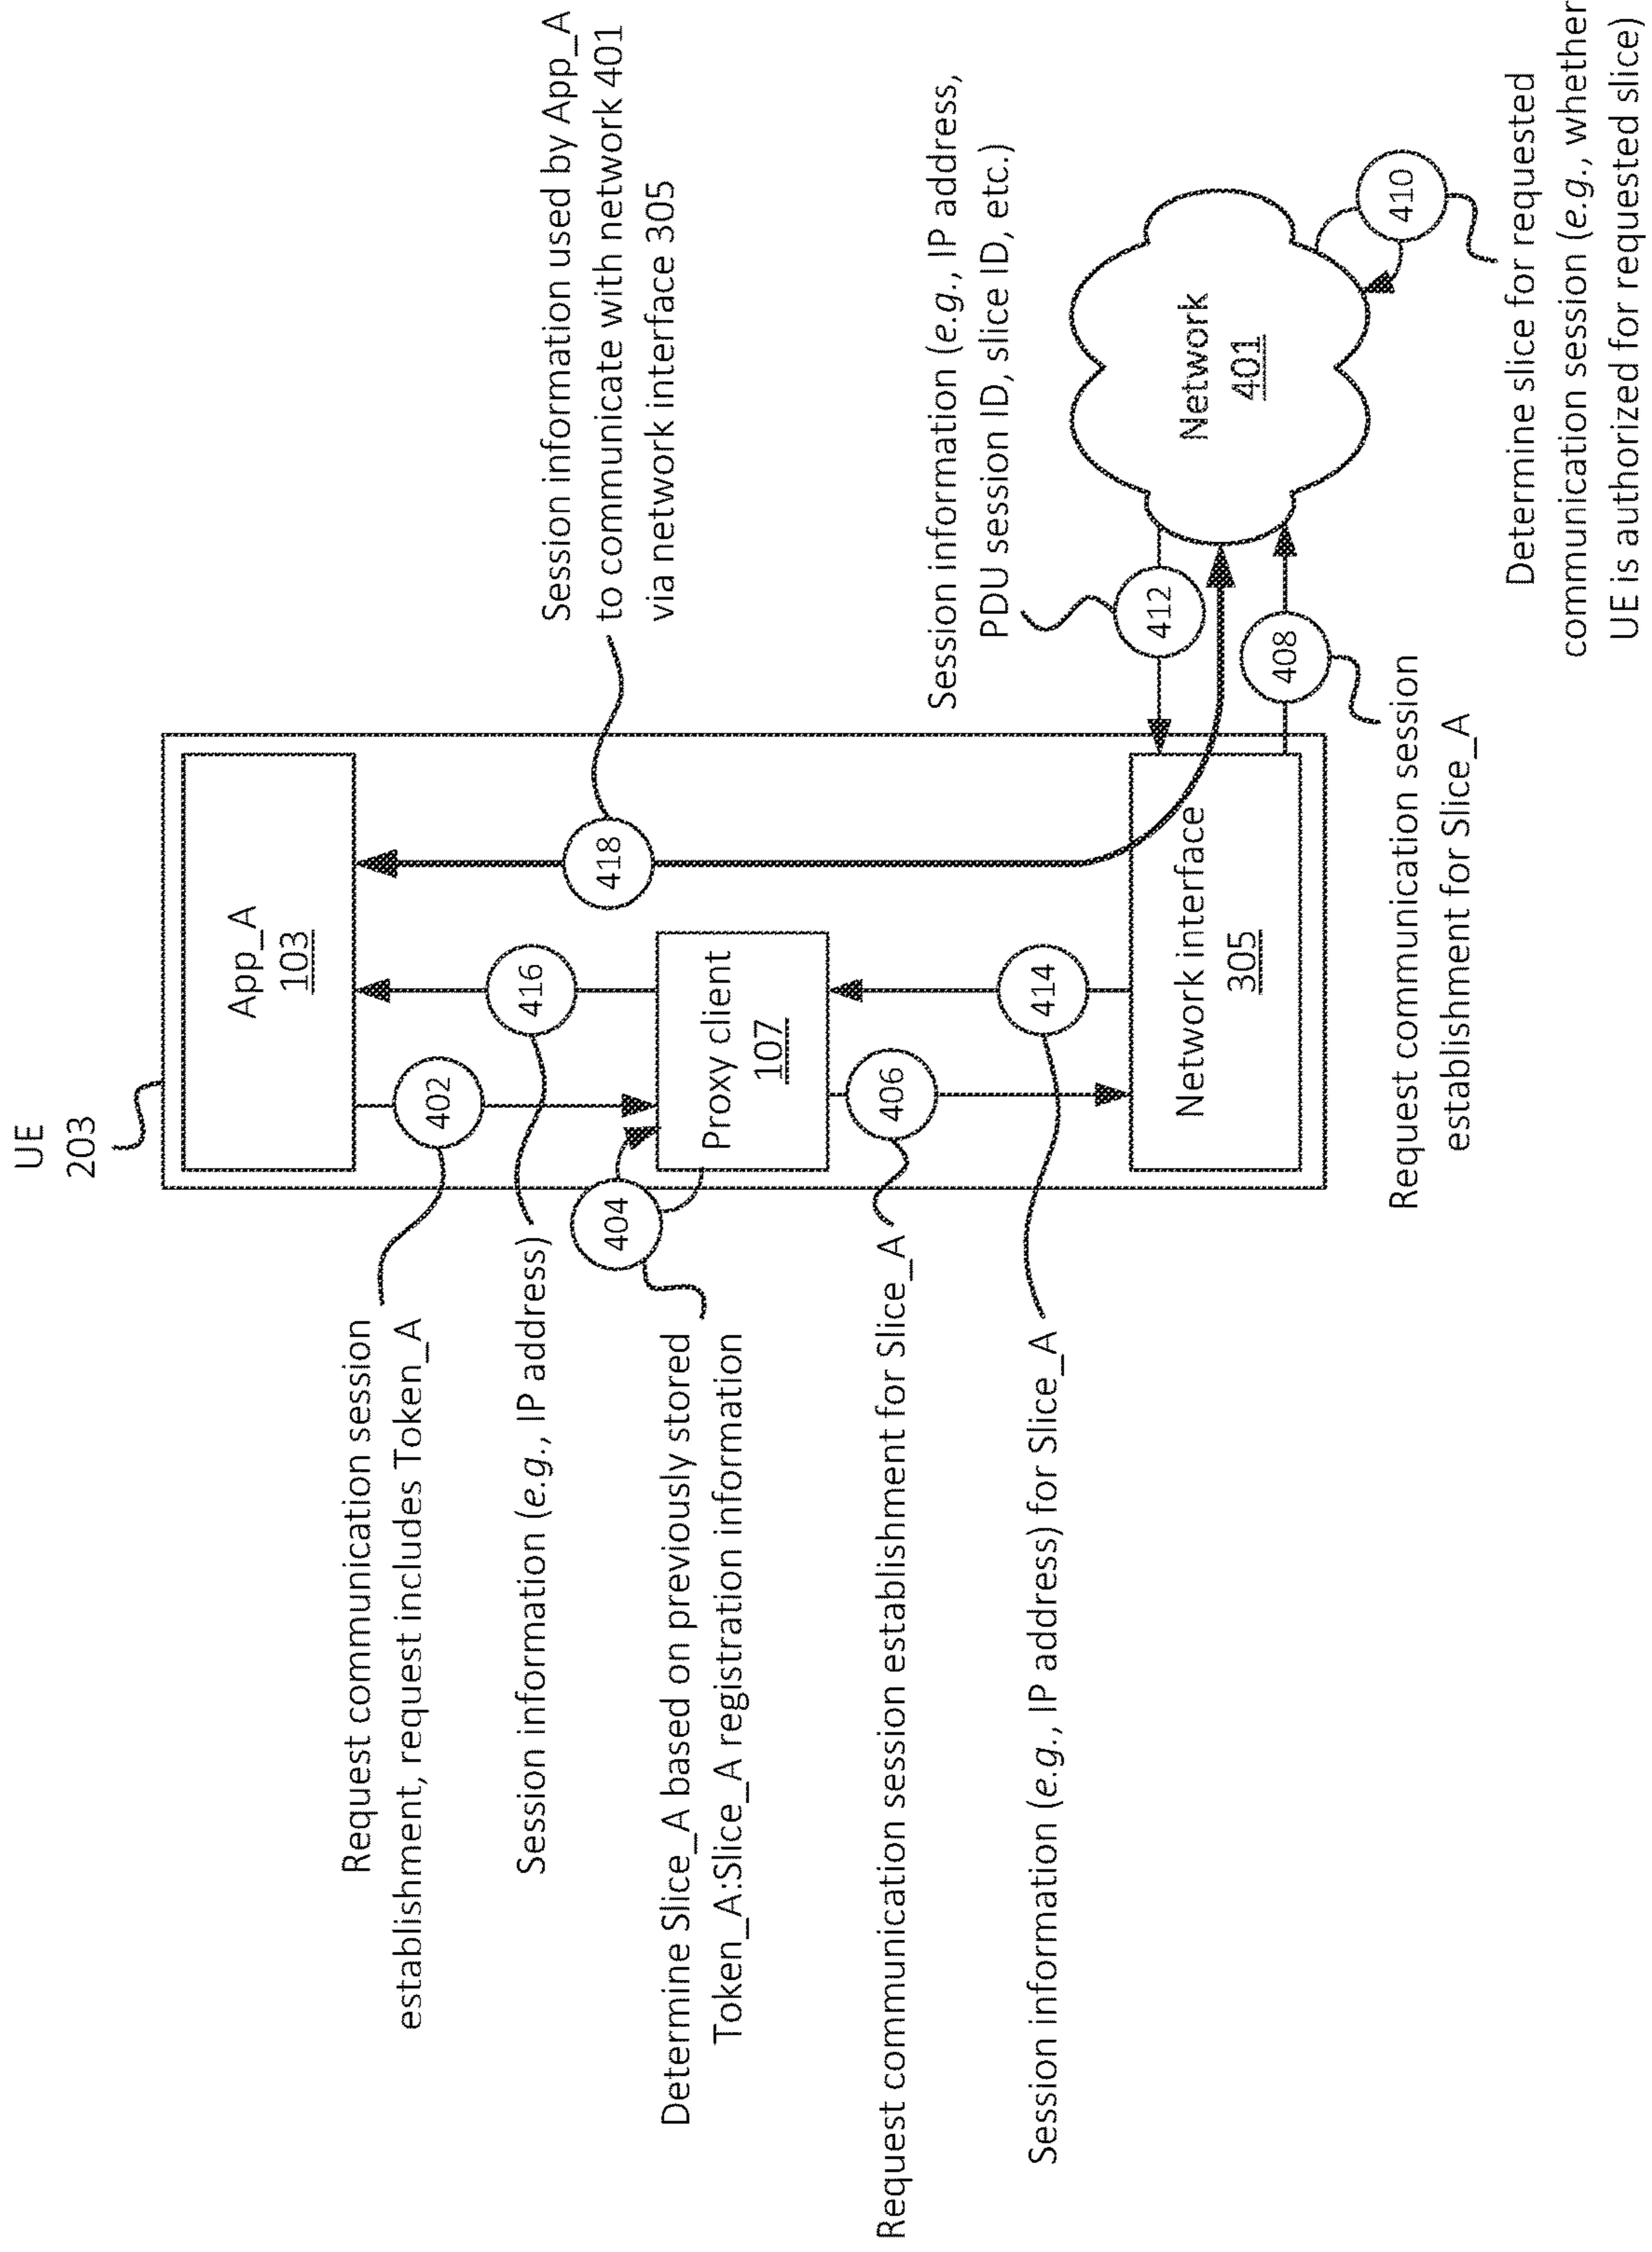 UE
203
App_A
103
402
Request communication session
establishment, request includes Token_A
416
Session information (e.g., IP address)
418
Session information used by App_A
to communicate with network 401
via network interface 305
404
Determine Slice_A based on previously stored
Token_A:Slice_A registration information
Proxy client
107
406
Request communication session establishment for Slice_A
414
Session information (e.g., IP address) for Slice_A
Network interface
305
412
Session information (e.g., IP address,
PDU session ID, slice ID, etc.)
408
Request communication session
establishment for Slice_A
Network
401
410
Determine slice for requested
communication session (e.g., whether
UE is authorized for requested slice)